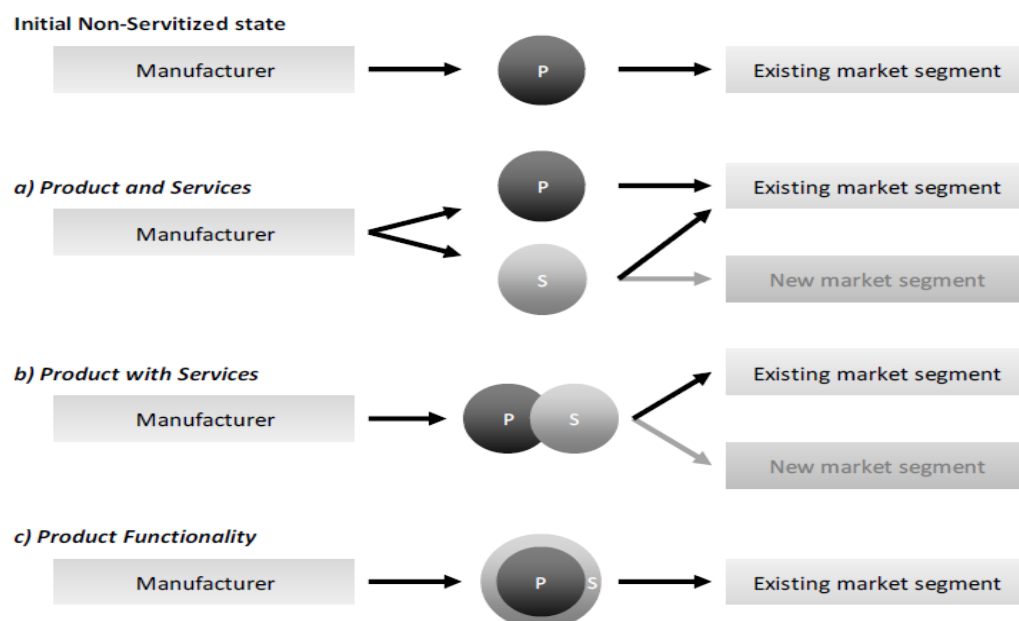 Initial Non-Servitized state
Manufacturer P Existing market segment
P
a) Product and Services Existing market segment
Manufacturer
S New market segment
b) Product with Services Existing market segment
Manufacturer P S
New market segment
c) Product Functionality
Manufacturer P S Existing market segment